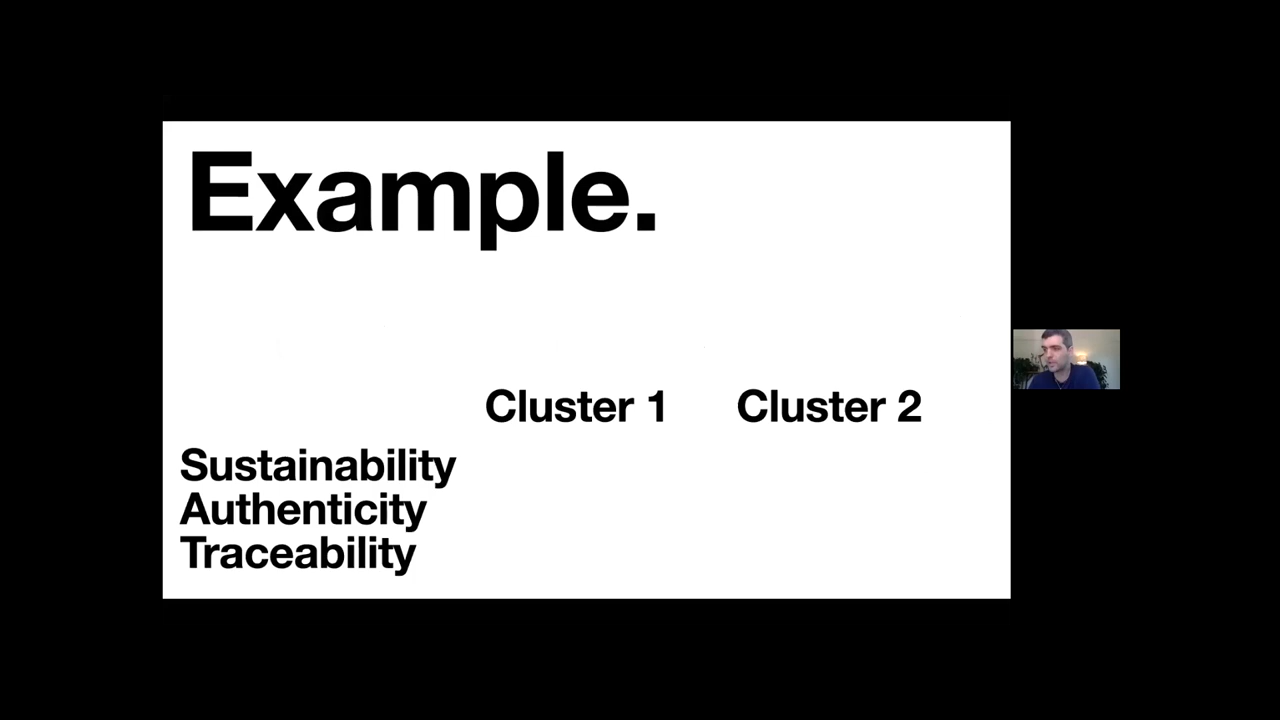 Example.
Cluster 1 Cluster 2
Sustainability
Authenticity
Traceability